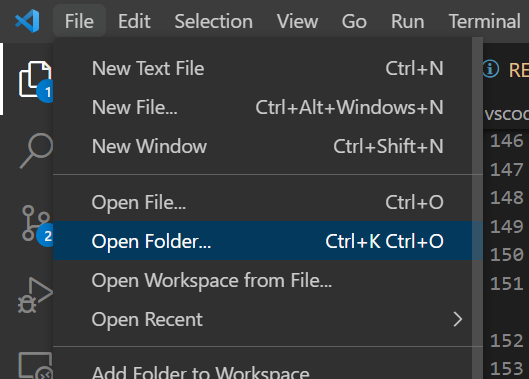 File Edit Selection View Go Run Terminal
New Text File Ctrl+N
New File... Ctrl+Alt+Windows+N
New Window Ctrl+Shift+N
Open File... Ctrl+O
Open Folder... Ctrl+K Ctrl+O
Open Workspace from File...
Open Recent
Add Folder to Workspace
1
2
RE
vscod
146
147
148
149
150
151
152
153